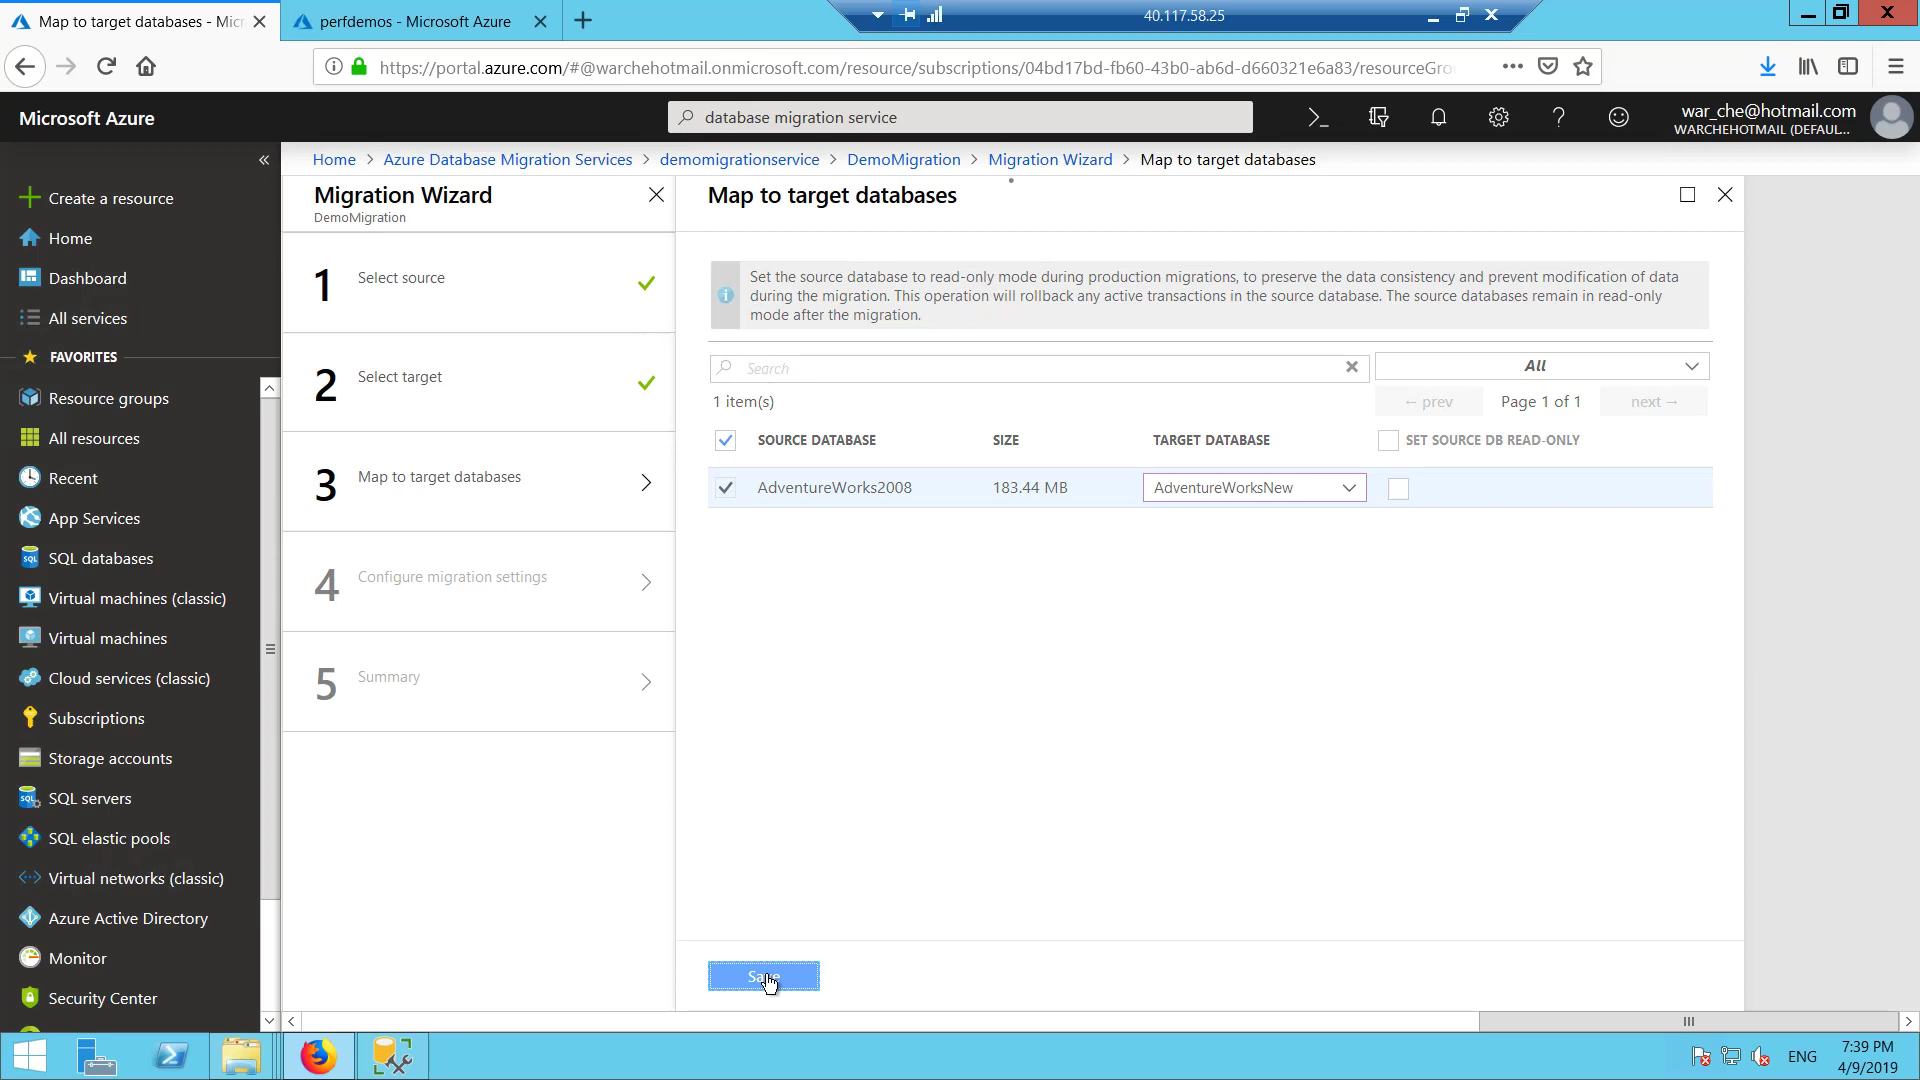 Map to target databases - Micr
perfdemos - Microsoft Azure
40.117.58.25
https://portal.azure.com/#@warchehotmail.onmicrosoft.com/resource/subscriptions/04bd17bd-fb60-43b0-ab6d-d660321e6a83/resourceGro
Microsoft Azure
database migration service
war_che@hotmail.com
WARCHEHOTMAIL (DEFAUL...
Home > Azure Database Migration Services > demomigrationservice > DemoMigration > Migration Wizard > Map to target databases
Create a resource
Home
Dashboard
All services
FAVORITES
Resource groups
All resources
Recent
App Services
SQL databases
Virtual machines (classic)
Virtual machines
Cloud services (classic)
Subscriptions
Storage accounts
SQL servers
SQL elastic pools
Virtual networks (classic)
Azure Active Directory
Monitor
Security Center
Migration Wizard
DemoMigration
1 Select source
2 Select target
3 Map to target databases
4 Configure migration settings
5 Summary
Map to target databases
Set the source database to read-only mode during production migrations, to preserve the data consistency and prevent modification of data
during the migration. This operation will rollback any active transactions in the source database. The source databases remain in read-only
mode after the migration.
Search
All
1 item(s)
← prev Page 1 of 1 next →
SOURCE DATABASE SIZE TARGET DATABASE SET SOURCE DB READ-ONLY
AdventureWorks2008 183.44 MB AdventureWorksNew
Save
ENG
7:39 PM
4/9/2019